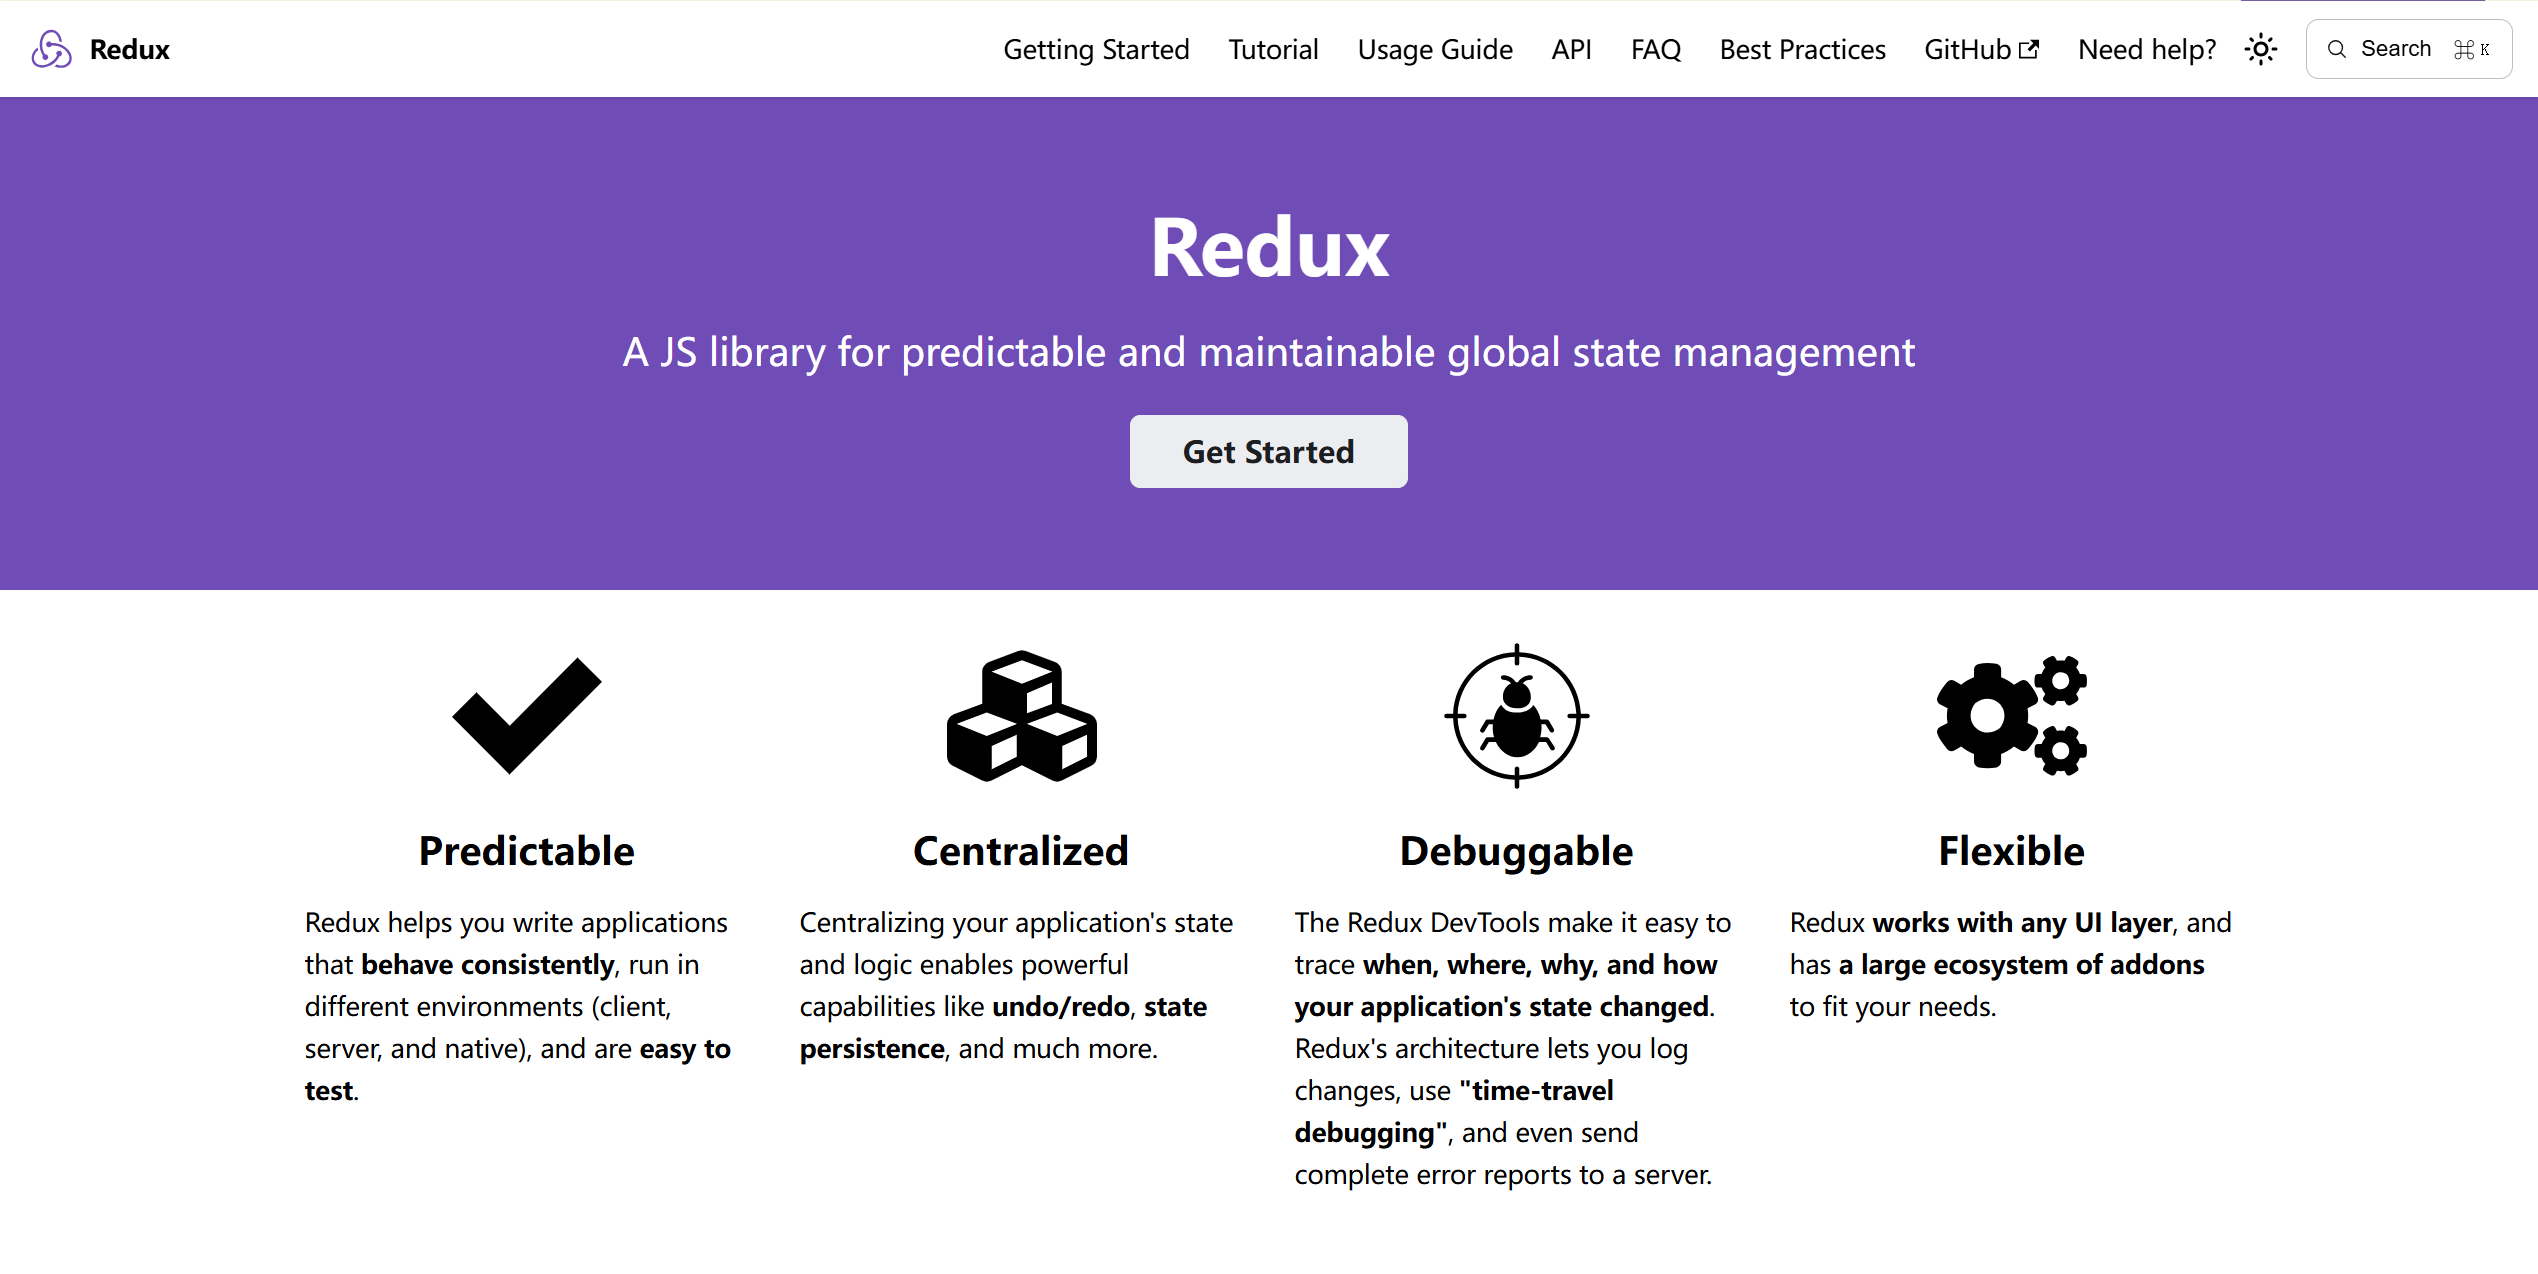 Redux
Getting Started Tutorial Usage Guide API FAQ Best Practices GitHub Need help? Search ⌘ K
Redux
A JS library for predictable and maintainable global state management
Get Started
Predictable
Redux helps you write applications
that behave consistently, run in
different environments (client,
server, and native), and are easy to
test.
Centralized
Centralizing your application's state
and logic enables powerful
capabilities like undo/redo, state
persistence, and much more.
Debuggable
The Redux DevTools make it easy to
trace when, where, why, and how
your application's state changed.
Redux's architecture lets you log
changes, use "time-travel
debugging", and even send
complete error reports to a server.
Flexible
Redux works with any UI layer, and
has a large ecosystem of addons
to fit your needs.